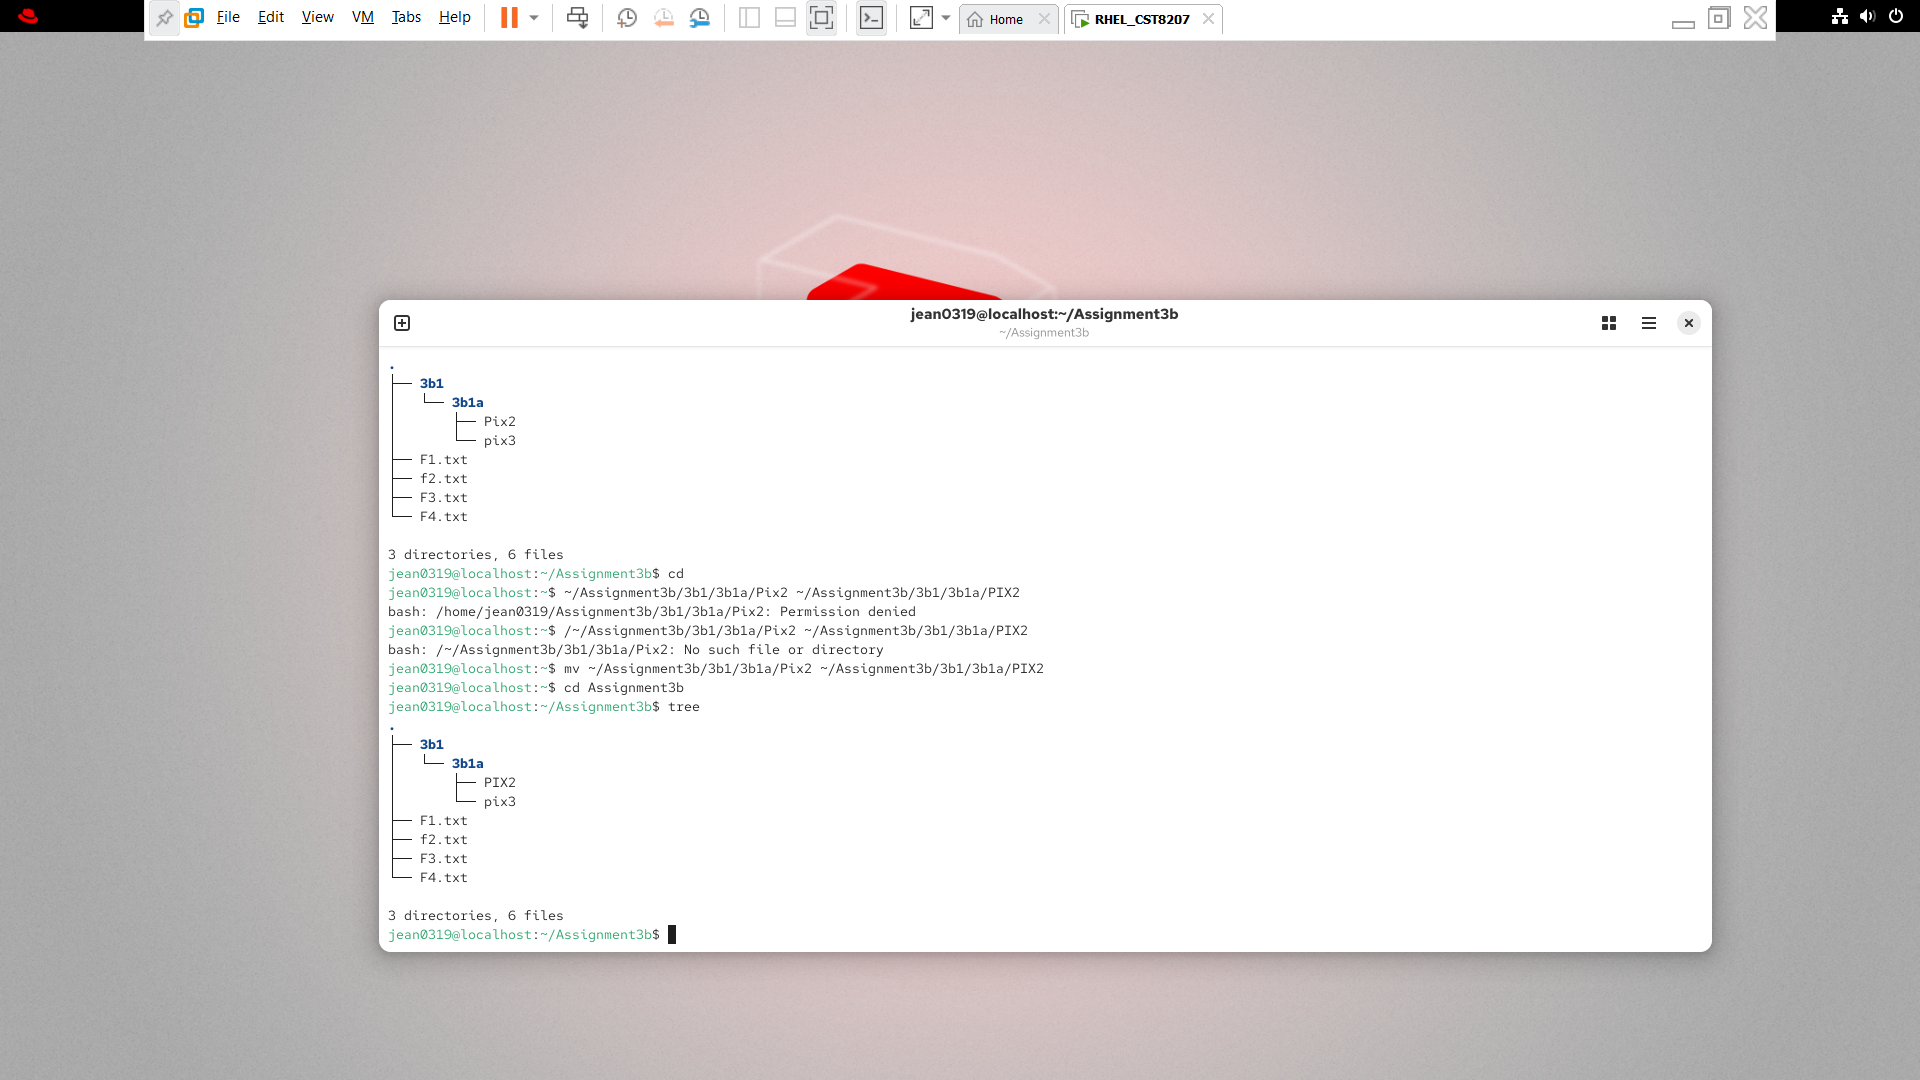 File Edit View VM Tabs Help Home RHEL_CST8207
jean0319@localhost:~/Assignment3b
~/Assignment3b
.
├── 3b1
│   └── 3b1a
│       ├── Pix2
│       └── pix3
├── F1.txt
├── f2.txt
├── F3.txt
└── F4.txt
3 directories, 6 files
jean0319@localhost:~/Assignment3b$ cd
jean0319@localhost:~$ ~/Assignment3b/3b1/3b1a/Pix2 ~/Assignment3b/3b1/3b1a/PIX2
bash: /home/jean0319/Assignment3b/3b1/3b1a/Pix2: Permission denied
jean0319@localhost:~$ /~/Assignment3b/3b1/3b1a/Pix2 ~/Assignment3b/3b1/3b1a/PIX2
bash: /~/Assignment3b/3b1/3b1a/Pix2: No such file or directory
jean0319@localhost:~$ mv ~/Assignment3b/3b1/3b1a/Pix2 ~/Assignment3b/3b1/3b1a/PIX2
jean0319@localhost:~$ cd Assignment3b
jean0319@localhost:~/Assignment3b$ tree
.
├── 3b1
│   └── 3b1a
│       ├── PIX2
│       └── pix3
├── F1.txt
├── f2.txt
├── F3.txt
└── F4.txt
3 directories, 6 files
jean0319@localhost:~/Assignment3b$